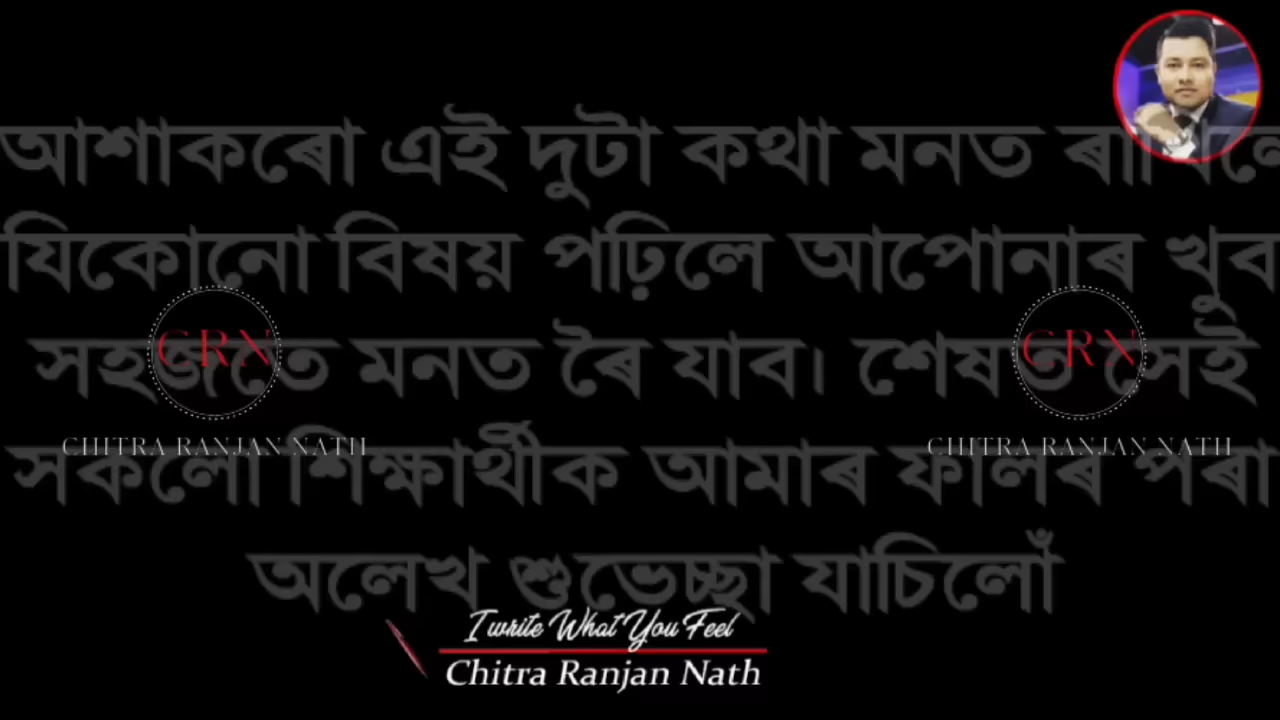 আশাকৰো এই দুটা কথা মনত ৰাখিলে
যিকোনো বিষয় পঢ়িলে আপোনাৰ খুব
সহজতে মনত ৰৈ যাব। শেষত সেই
সকলো শিক্ষাৰ্থীক আমাৰ ফালৰ পৰা
অলেখ শুভেচ্ছা যাচিলোঁ
CRN
CHITRA RANJAN NATH
CRN
CHITRA RANJAN NATH
I write What You Feel
Chitra Ranjan Nath